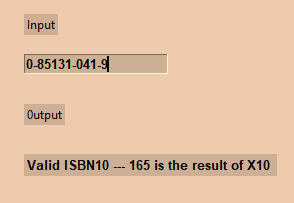 Input
0-85131-041-9
Output
Valid ISBN10 --- 165 is the result of X10